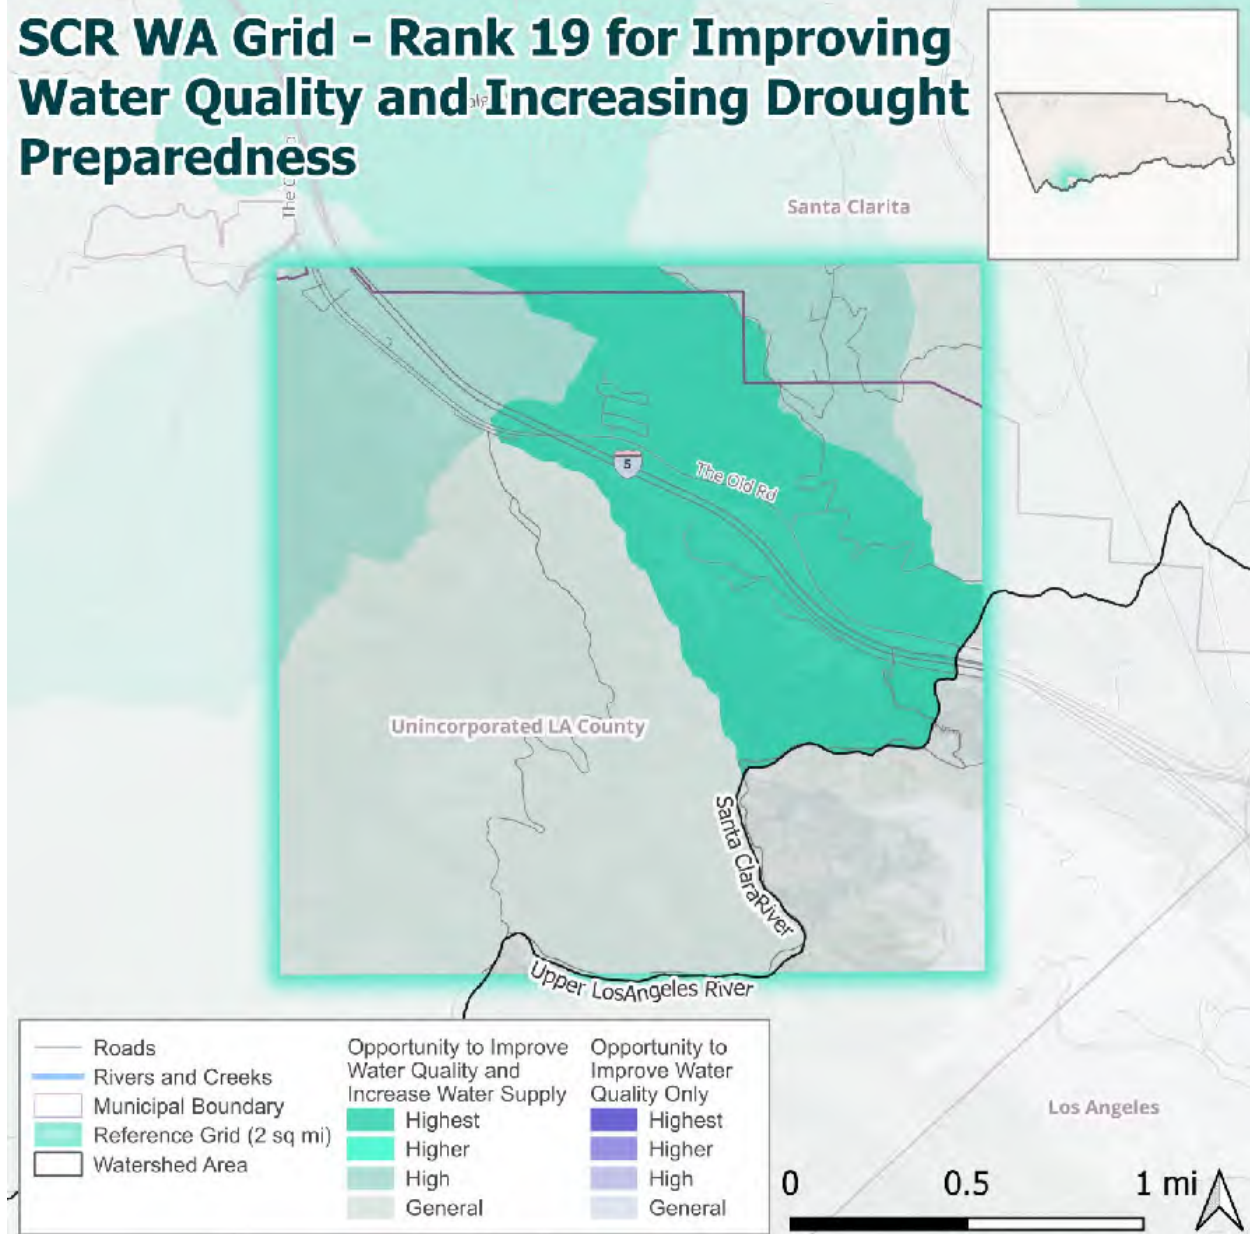 SCR WA Grid - Rank 19 for Improving
Water Quality and Increasing Drought
Preparedness
Santa Clarita
5
The Old Rd
Unincorporated LA County
Santa ClaraRiver
Upper LosAngeles River
Los Angeles
Roads
Rivers and Creeks
Municipal Boundary
Reference Grid (2 sq mi)
Watershed Area
Opportunity to Improve
Water Quality and
Increase Water Supply
Highest
Higher
High
General
Opportunity to
Improve Water
Quality Only
Highest
Higher
High
General
0 0.5 1 mi